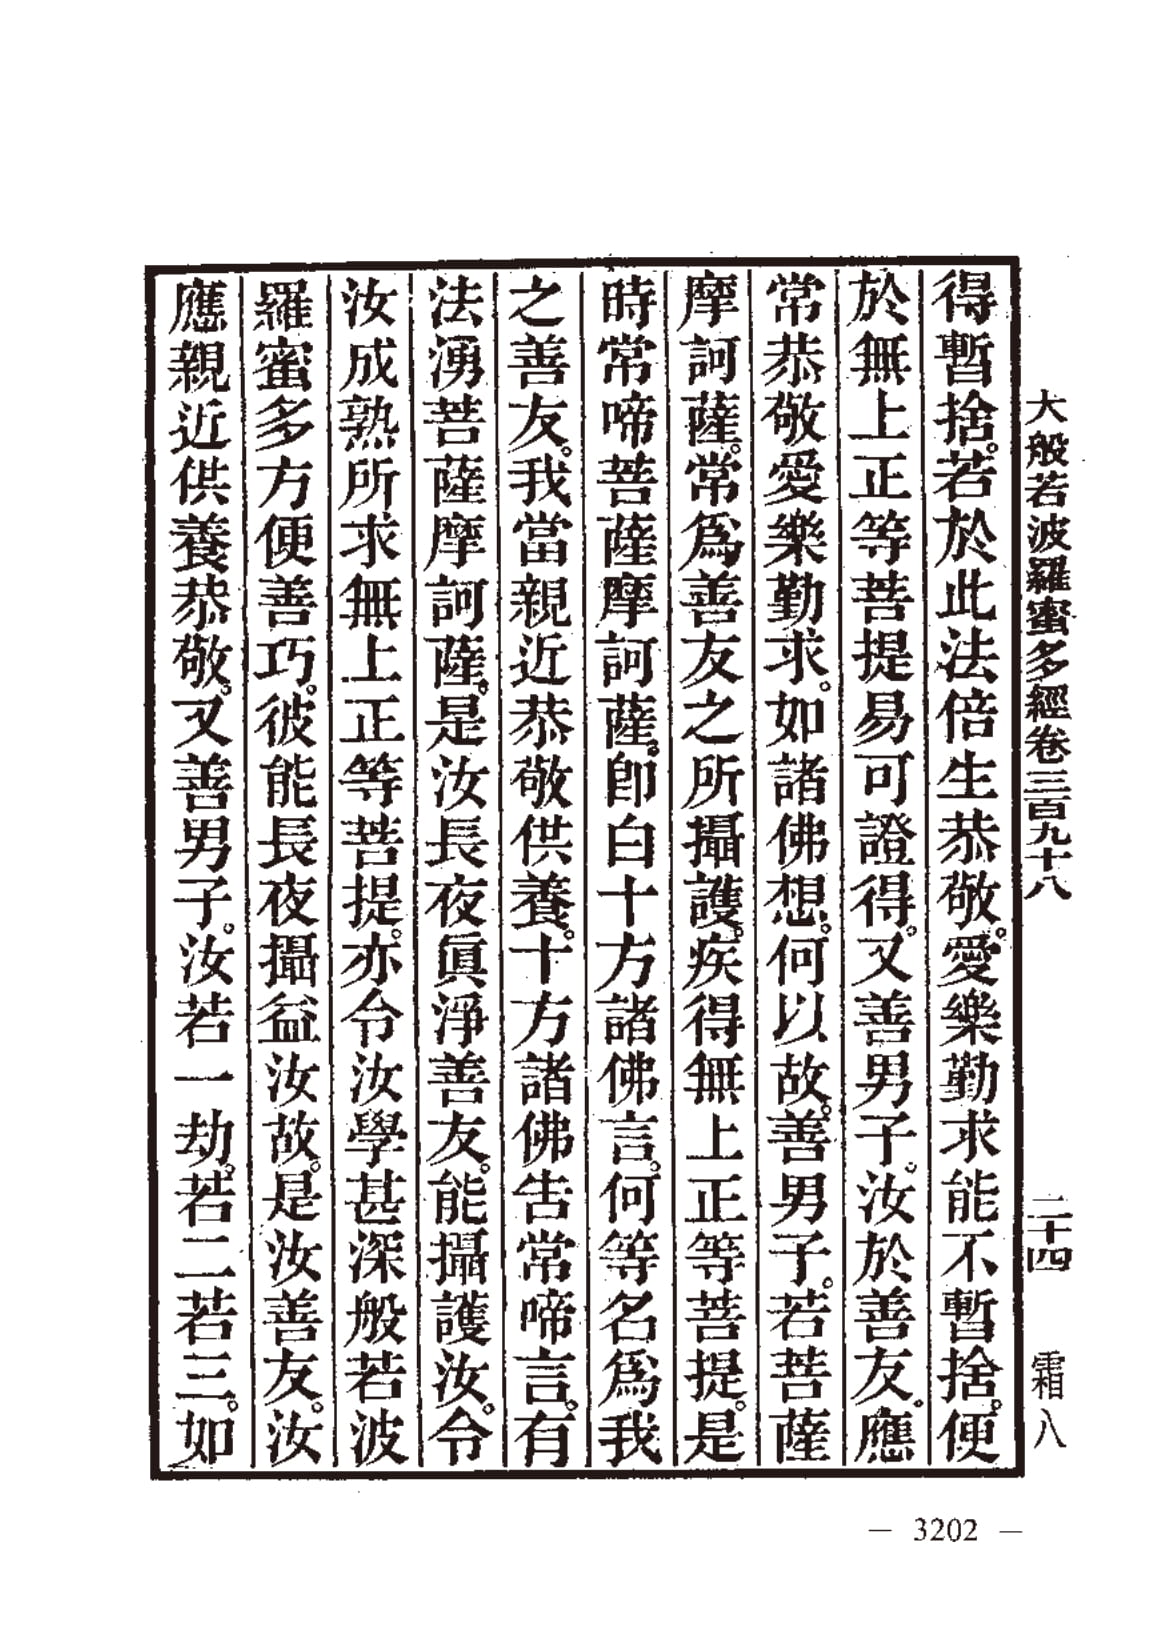 大般若波羅蜜多經卷三百九十八 二十四 霜八
得暫捨。若於此法倍生恭敬。愛樂勤求能不暫捨。便
於無上正等菩提易可證得。又善男子。汝於善友。應
常恭敬愛樂勤求。如諸佛想。何以故。善男子。若菩薩
摩訶薩。常爲善友之所攝護。疾得無上正等菩提。是
時常啼菩薩摩訶薩。卽白十方諸佛言。何等名爲我
之善友。我當親近恭敬供養。十方諸佛告常啼言。有
法湧菩薩摩訶薩。是汝長夜眞淨善友。能攝護汝。令
汝成熟所求無上正等菩提。亦令汝學甚深般若波
羅蜜多方便善巧。彼能長夜攝益汝故。是汝善友。汝
應親近供養恭敬。又善男子。汝若一劫。若二若三。如
— 3202 —